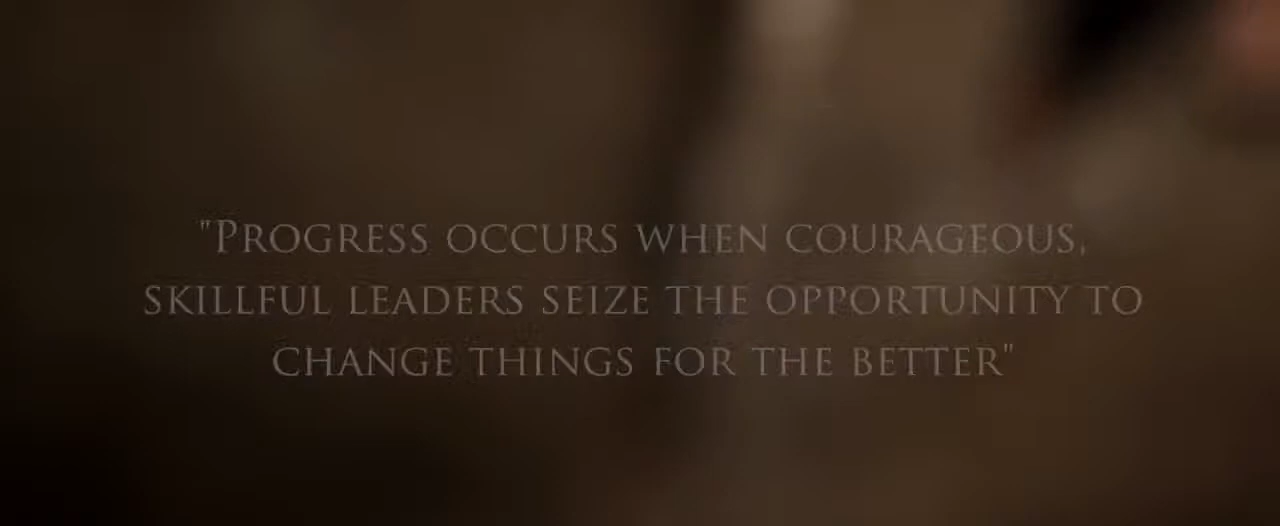 "Progress occurs when courageous,
skillful leaders seize the opportunity to
change things for the better"